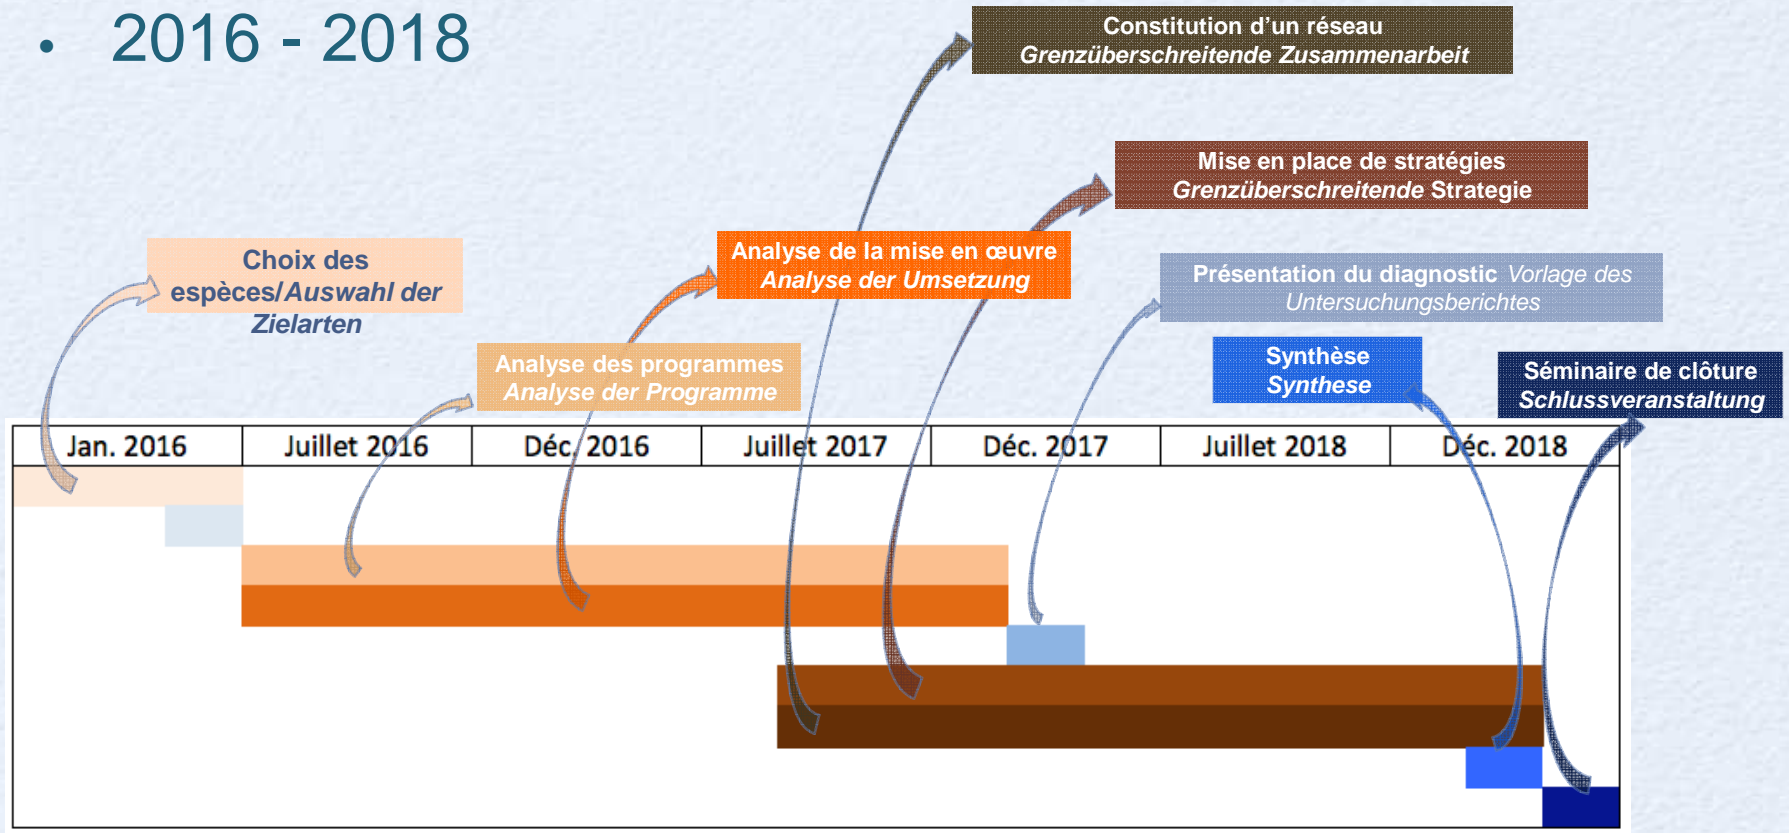 • 2016 - 2018
Constitution d’un réseau
Grenzüberschreitende Zusammenarbeit
Mise en place de stratégies
Grenzüberschreitende Strategie
Choix des
espèces/Auswahl der
Zielarten
Analyse de la mise en œuvre
Analyse der Umsetzung
Présentation du diagnostic Vorlage des
Untersuchungsberichtes
Analyse des programmes
Analyse der Programme
Synthèse
Synthese
Séminaire de clôture
Schlussveranstaltung
Jan. 2016 Juillet 2016 Déc. 2016 Juillet 2017 Déc. 2017 Juillet 2018 Déc. 2018